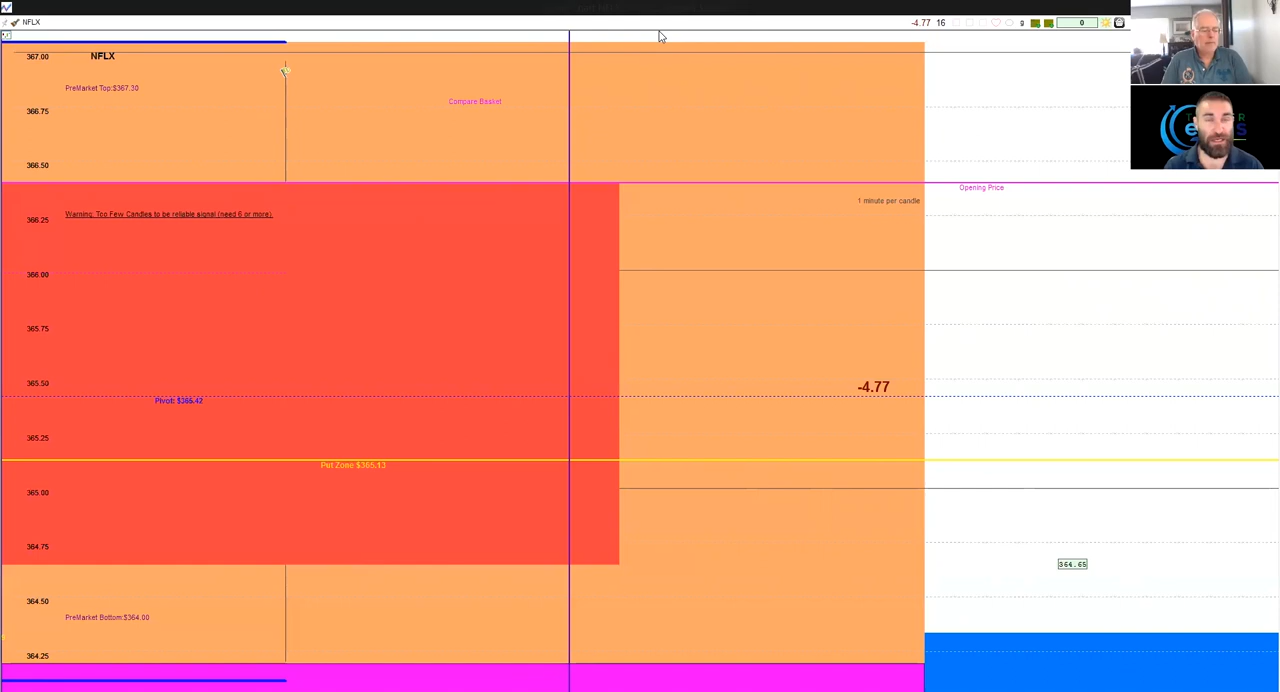 NFLX
-4.77 16
9
0
367.00
NFLX
PreMarket Top:$367.30
Compare Basket
366.75
366.50
Opening Price
1 minute per candle
366.25
Warning: Too Few Candles to be reliable signal (need 6 or more).
366.00
365.75
365.50
-4.77
Pivot: $365.42
365.25
Put Zone $365.13
365.00
364.75
364.65
364.50
PreMarket Bottom:$364.00
364.25